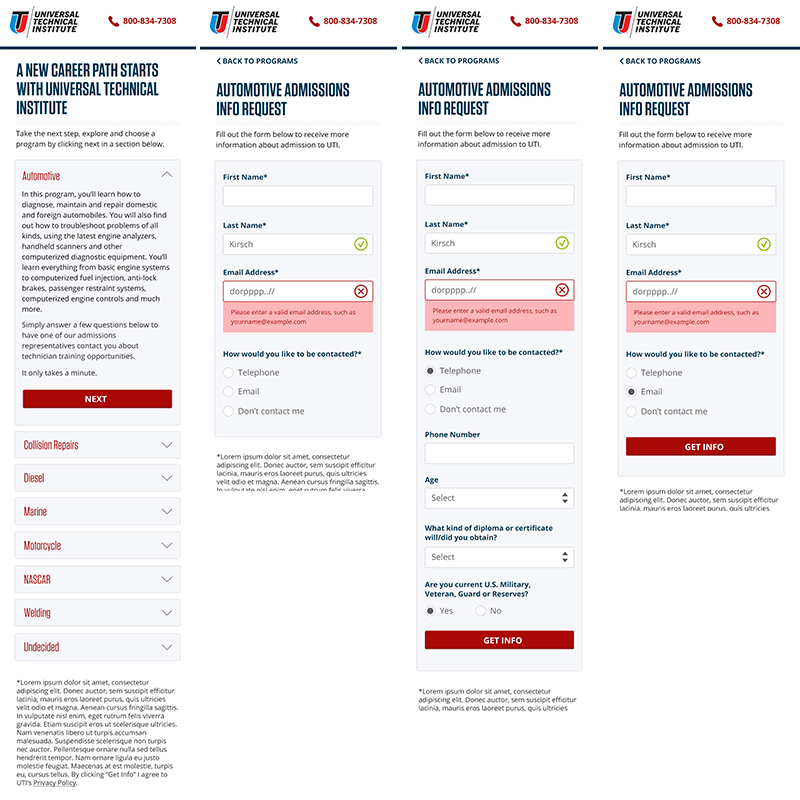 UNIVERSAL
TECHNICAL
INSTITUTE
800-834-7308
A NEW CAREER PATH STARTS
WITH UNIVERSAL TECHNICAL
INSTITUTE
Take the next step, explore and choose a
program by clicking next in a section below.
Automotive
In this program, you'll learn how to
diagnose, maintain and repair domestic
and foreign automobiles. You will also find
out how to troubleshoot problems of all
kinds, using the latest engine analyzers,
handheld scanners and other
computerized diagnostic equipment. You'll
learn everything from basic engine systems
to computerized fuel injection, anti-lock
brakes, passenger restraint systems,
computerized engine controls and much
more.
Simply answer a few questions below to
have one of our admissions
representatives contact you about
technician training opportunities.
It only takes a minute.
NEXT
Collision Repairs
Diesel
Marine
Motorcycle
NASCAR
Welding
Undecided
*Lorem ipsum dolor sit amet, consectetur
adipiscing elit. Donec auctor, sem suscipit efficitur
lacinia, mauris eros laoreet purus, quis ultricies
velit odio et magna. Aenean cursus fringilla sagittis.
In vulputate nisl enim, eget rutrum felis viverra
gravida. Etiam suscipit eros ut scelerisque ultricies.
Nam venenatis libero ut turpis accumsan
malesuada. Suspendisse scelerisque non turpis
nec auctor. Pellentesque ornare nulla sed tellus
hendrerit tempor. Nam ornare ligula eu justo
molestie feugiat. Maecenas at est molestie, turpis
eu, cursus tellus. By clicking "Get Info" I agree to
UTI's Privacy Policy.
UNIVERSAL
TECHNICAL
INSTITUTE
800-834-7308
BACK TO PROGRAMS
AUTOMOTIVE ADMISSIONS
INFO REQUEST
Fill out the form below to receive more
information about admission to UTI.
First Name*
Last Name*
Kirsch
Email Address*
dorpppp..//
Please enter a valid email address, such as
yourname@example.com
How would you like to be contacted?*
Telephone
Email
Don't contact me
*Lorem ipsum dolor sit amet, consectetur
adipiscing elit. Donec auctor, sem suscipit efficitur
lacinia, mauris eros laoreet purus, quis ultricies
velit odio et magna. Aenean cursus fringilla sagittis.
In vulputate nisl enim, eget rutrum felis viverra
UNIVERSAL
TECHNICAL
INSTITUTE
800-834-7308
BACK TO PROGRAMS
AUTOMOTIVE ADMISSIONS
INFO REQUEST
Fill out the form below to receive more
information about admission to UTI.
First Name*
Last Name*
Kirsch
Email Address*
dorpppp..//
Please enter a valid email address, such as
yourname@example.com
How would you like to be contacted?*
Telephone
Email
Don't contact me
Phone Number
Age
Select
What kind of diploma or certificate
will/did you obtain?
Select
Are you current U.S. Military,
Veteran, Guard or Reserves?
Yes No
GET INFO
*Lorem ipsum dolor sit amet, consectetur
adipiscing elit. Donec auctor, sem suscipit efficitur
lacinia, mauris eros laoreet purus, quis ultricies
UNIVERSAL
TECHNICAL
INSTITUTE
800-834-7308
BACK TO PROGRAMS
AUTOMOTIVE ADMISSIONS
INFO REQUEST
Fill out the form below to receive more
information about admission to UTI.
First Name*
Last Name*
Kirsch
Email Address*
dorpppp..//
Please enter a valid email address, such as
yourname@example.com
How would you like to be contacted?*
Telephone
Email
Don't contact me
GET INFO
*Lorem ipsum dolor sit amet, consectetur
adipiscing elit. Donec auctor, sem suscipit efficitur
lacinia, mauris eros laoreet purus, quis ultricies